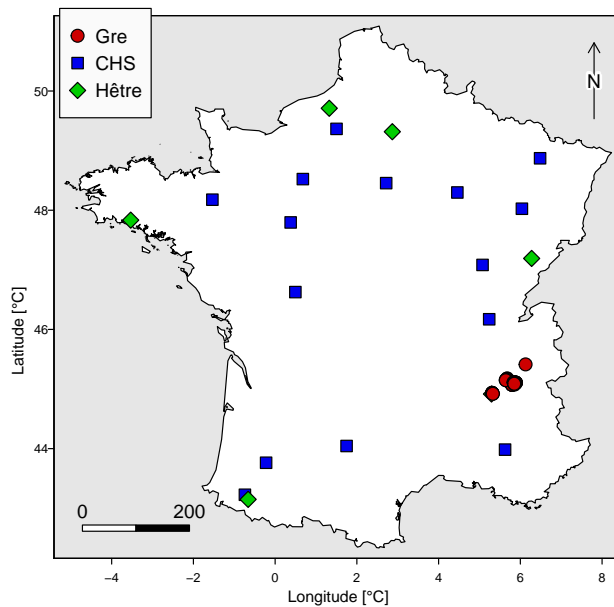 Gre
CHS
Hêtre
N
50
48
46
44
Latitude [°C]
0 200
−4 −2 0 2 4 6 8
Longitude [°C]